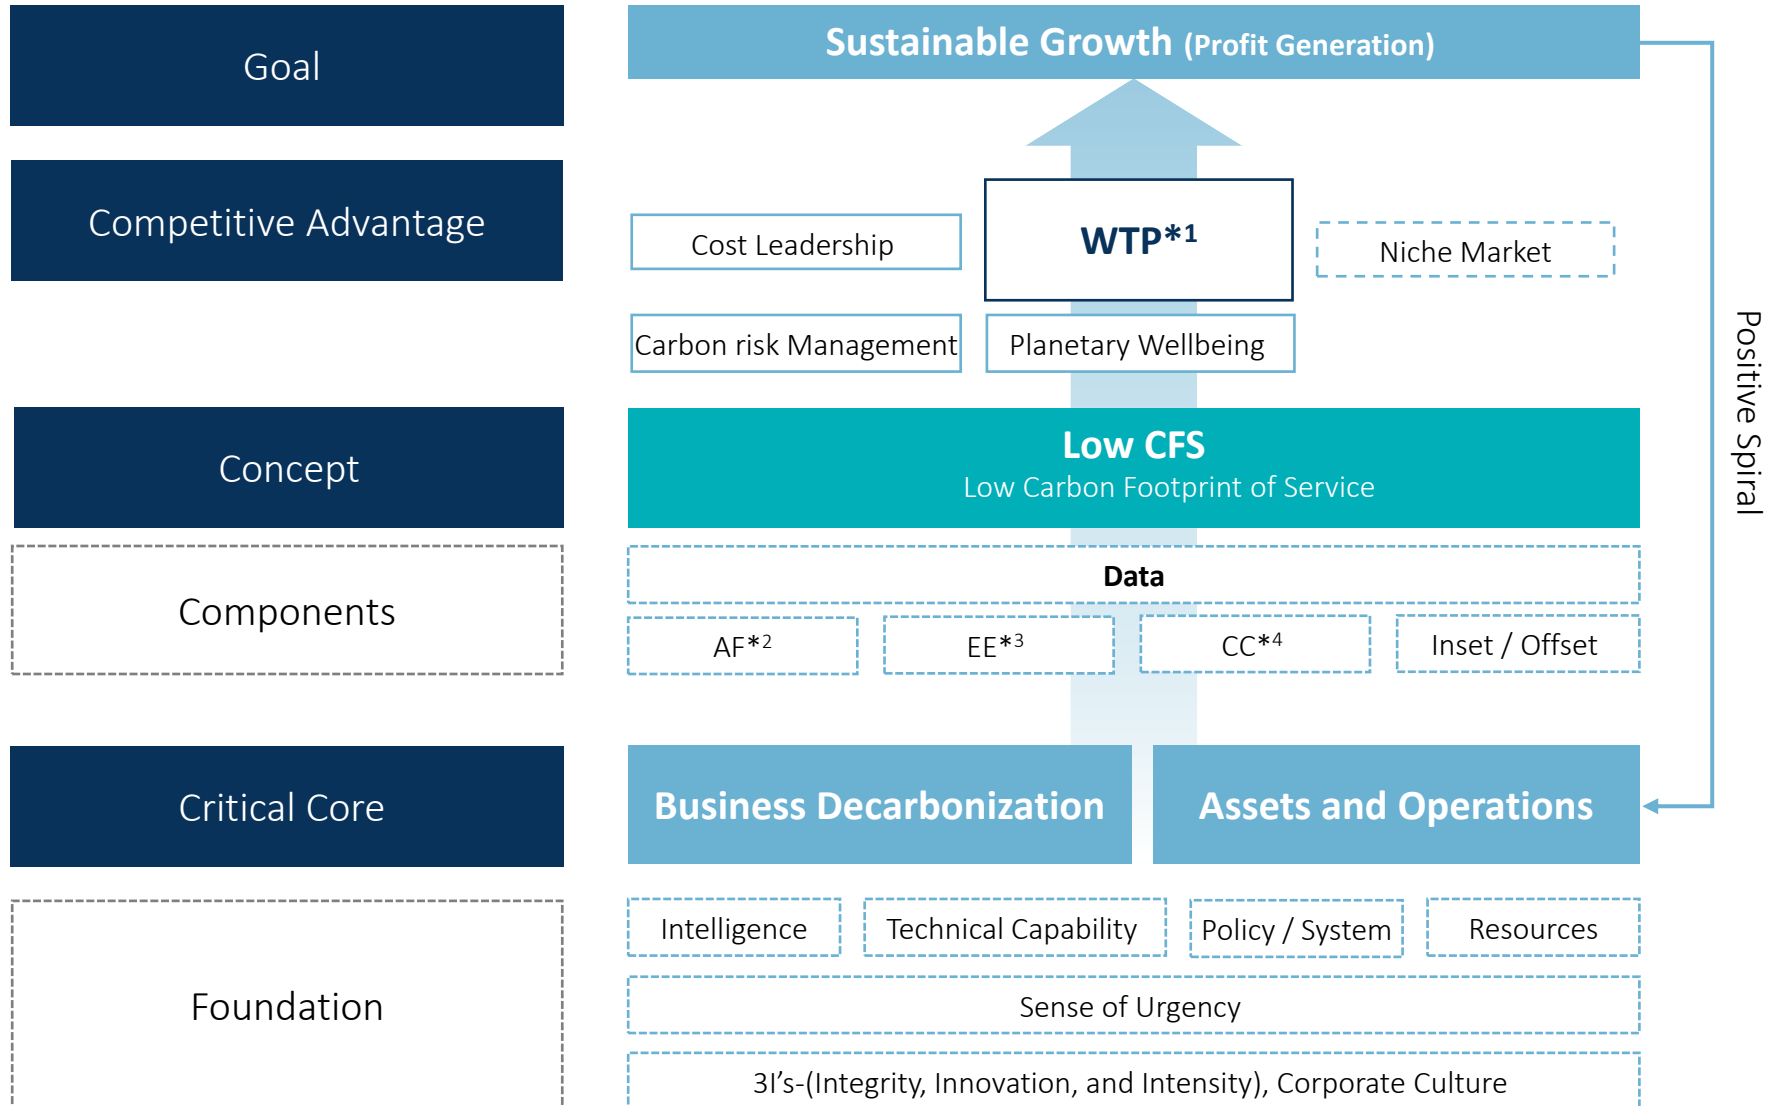 Goal
Sustainable Growth (Profit Generation)
Competitive Advantage
Cost Leadership
WTP*1
Niche Market
Carbon risk Management
Planetary Wellbeing
Positive Spiral
Concept
Low CFS
Low Carbon Footprint of Service
Components
Data
AF*2
EE*3
CC*4
Inset / Offset
Critical Core
Business Decarbonization
Assets and Operations
Foundation
Intelligence
Technical Capability
Policy / System
Resources
Sense of Urgency
3I’s-(Integrity, Innovation, and Intensity), Corporate Culture